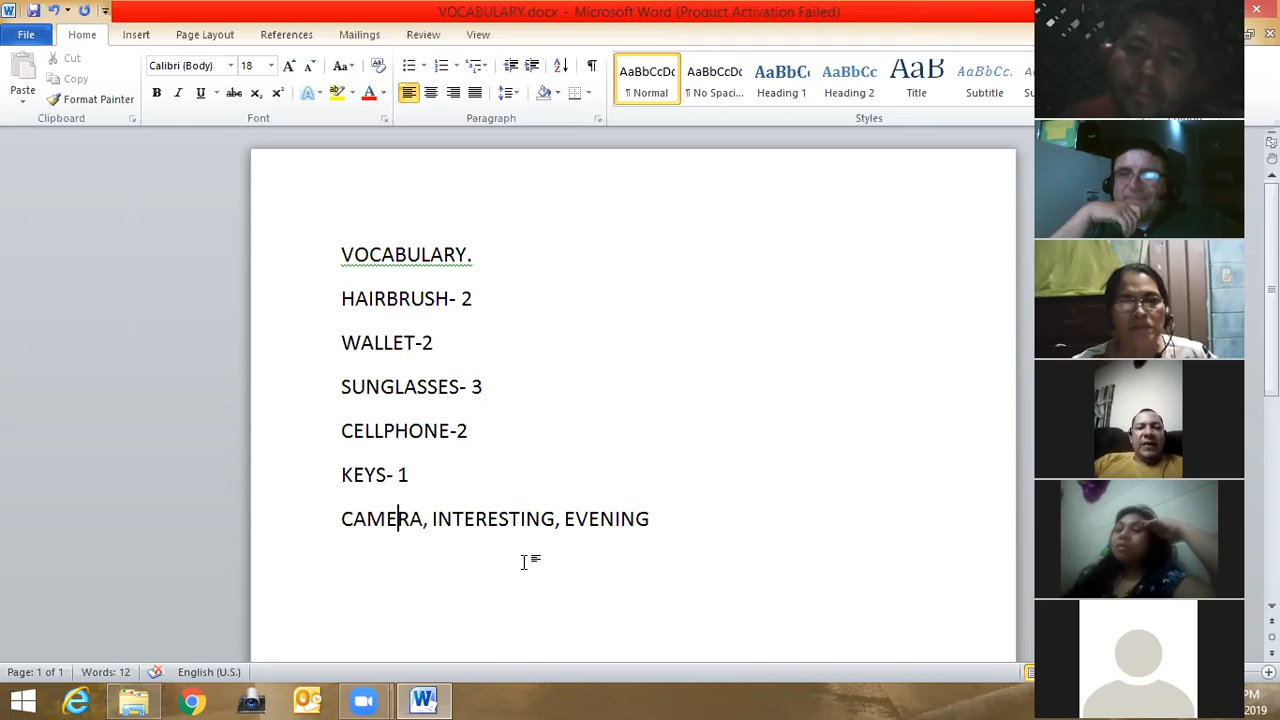 VOCABULARY.docx - Microsoft Word (Product Activation Failed)
File Home Insert Page Layout References Mailings Review View
Cut
Copy
Format Painter
Paste
Calibri (Body) 18
AaBbCcDc AaBbCcDc AaBbC AaBbCc AaB AaBbCc.
¶ Normal ¶ No Spaci... Heading 1 Heading 2 Title Subtitle
Clipboard Font Paragraph Styles
VOCABULARY.
HAIRBRUSH- 2
WALLET-2
SUNGLASSES- 3
CELLPHONE-2
KEYS- 1
CAMERA, INTERESTING, EVENING
Page: 1 of 1 Words: 12 English (U.S.)
PM
2019